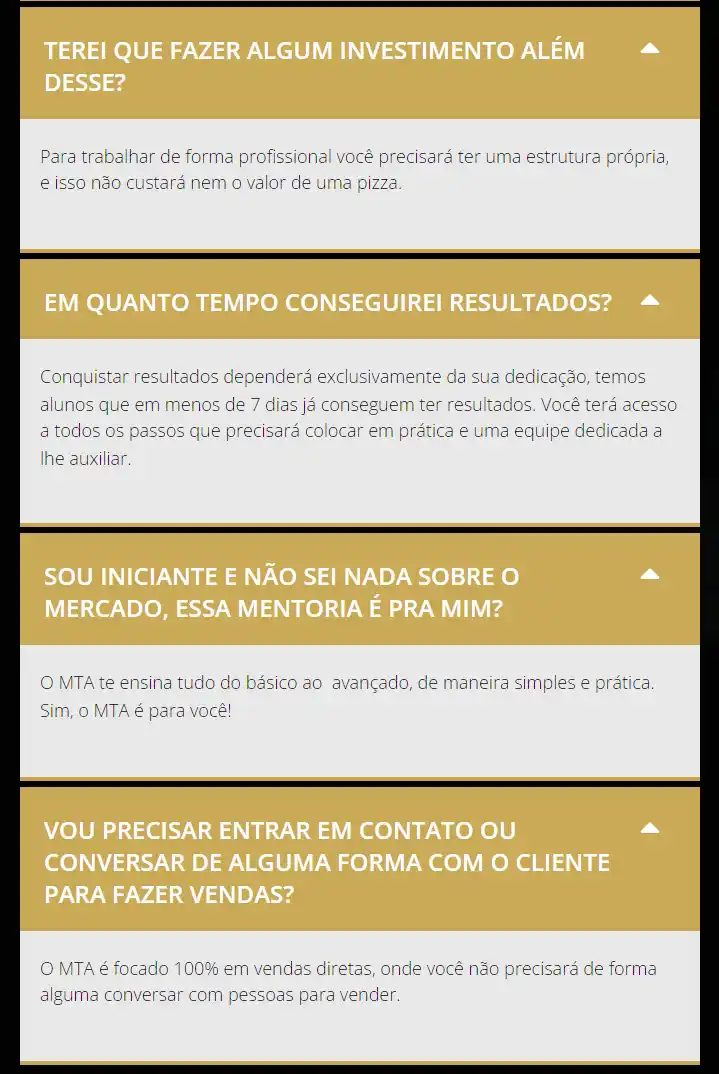 TEREI QUE FAZER ALGUM INVESTIMENTO ALÉM
DESSE?
Para trabalhar de forma profissional você precisará ter uma estrutura própria,
e isso não custará nem o valor de uma pizza.
EM QUANTO TEMPO CONSEGUIREI RESULTADOS?
Conquistar resultados dependerá exclusivamente da sua dedicação, temos
alunos que em menos de 7 dias já conseguem ter resultados. Você terá acesso
a todos os passos que precisará colocar em prática e uma equipe dedicada a
lhe auxiliar.
SOU INICIANTE E NÃO SEI NADA SOBRE O
MERCADO, ESSA MENTORIA É PRA MIM?
O MTA te ensina tudo do básico ao  avançado, de maneira simples e prática.
Sim, o MTA é para você!
VOU PRECISAR ENTRAR EM CONTATO OU
CONVERSAR DE ALGUMA FORMA COM O CLIENTE
PARA FAZER VENDAS?
O MTA é focado 100% em vendas diretas, onde você não precisará de forma
alguma conversar com pessoas para vender.